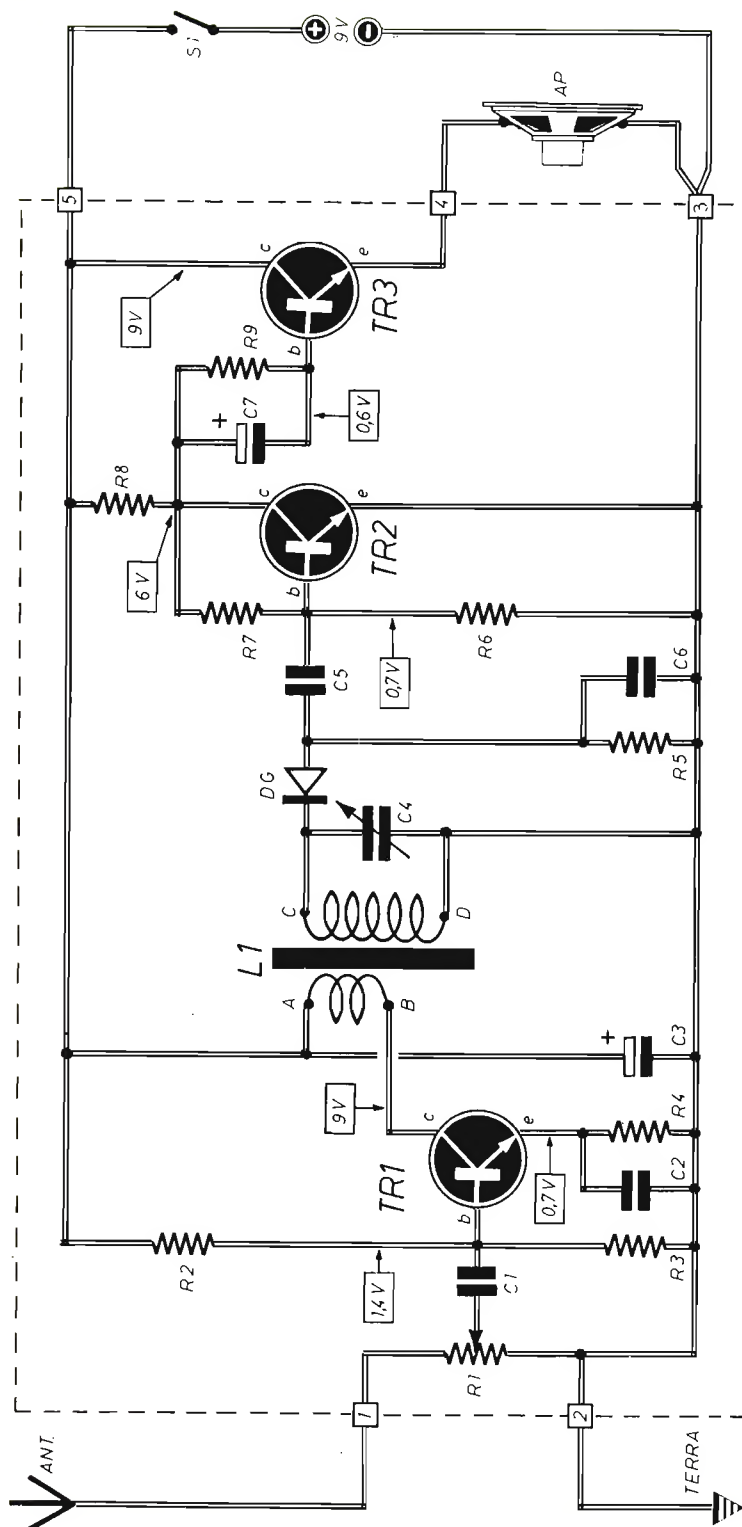 ANT.
1
R1
2
TERRA
C1
R2
1,4V
R3
b
TR1
c
e
9V
0,7V
C2
R4
C3
+
L1
A
B
C
D
C4
DG
R5
C6
C5
R7
0,7V
R6
6V
R8
b
TR2
c
e
+
C7
R9
0,6V
b
TR3
c
e
9V
5
4
3
S1
+
9V
−
AP